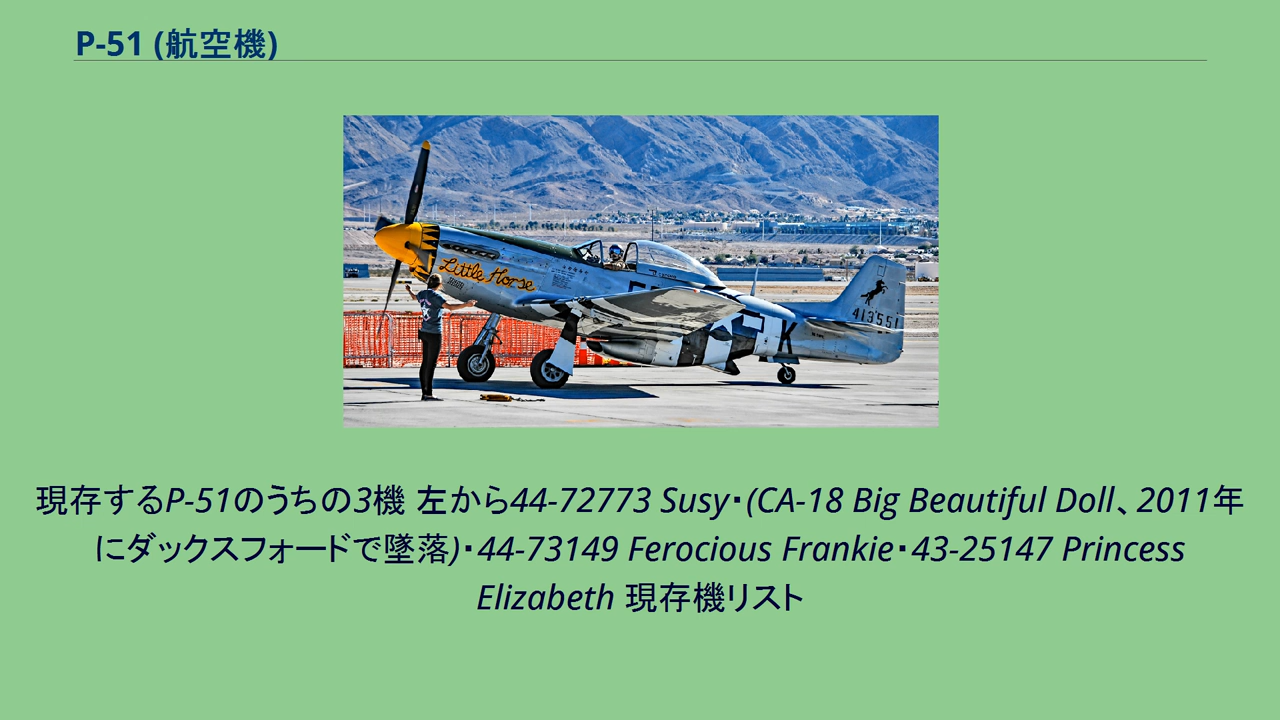 P-51 (航空機)
Little Horse
413551
K
現存するP-51のうちの3機 左から44-72773 Susy･(CA-18 Big Beautiful Doll、2011年
にダックスフォードで墜落)･44-73149 Ferocious Frankie･43-25147 Princess
Elizabeth 現存機リスト